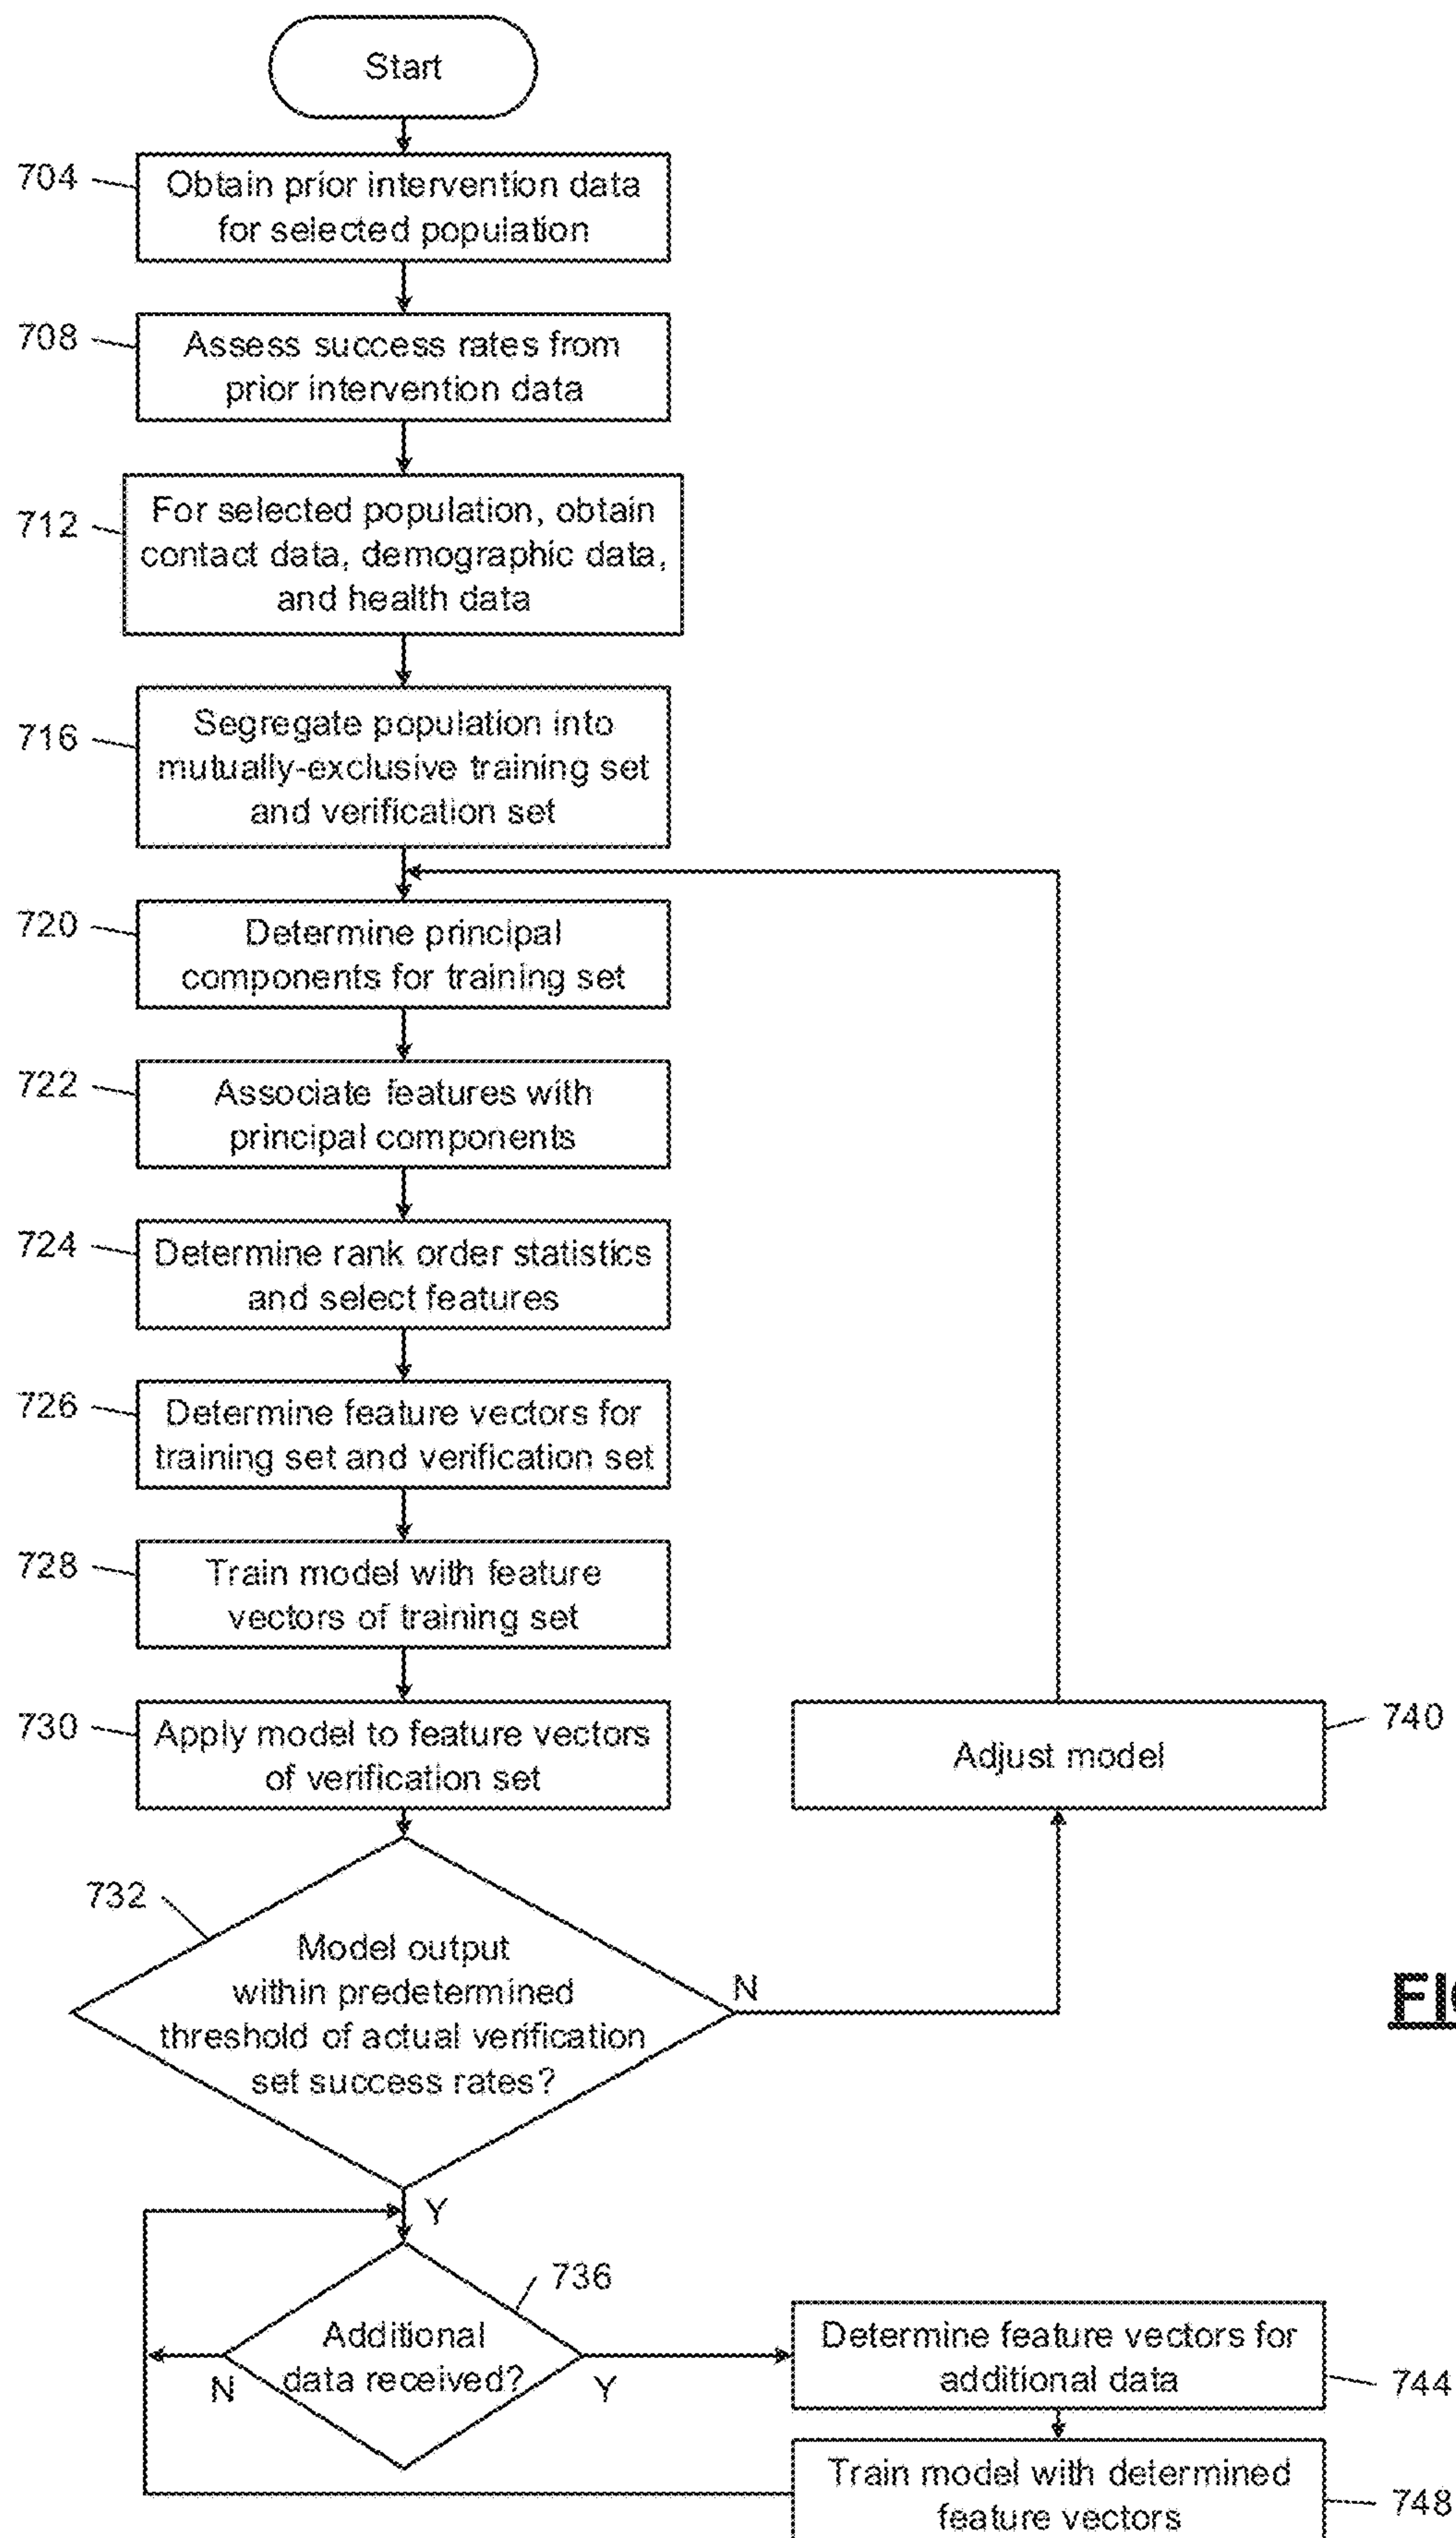 Start
704
Obtain prior intervention data
for selected population
708
Assess success rates from
prior intervention data
712
For selected population, obtain
contact data, demographic data,
and health data
716
Segregate population into
mutually-exclusive training set
and verification set
720
Determine principal
components for training set
722
Associate features with
principal components
724
Determine rank order statistics
and select features
726
Determine feature vectors for
training set and verification set
728
Train model with feature
vectors of training set
730
Apply model to feature vectors
of verification set
740
Adjust model
732
Model output
within predetermined
threshold of actual verification
set success rates?
N
Y
736
Additional
data received?
N
Y
Determine feature vectors for
additional data
744
Train model with determined
feature vectors
748